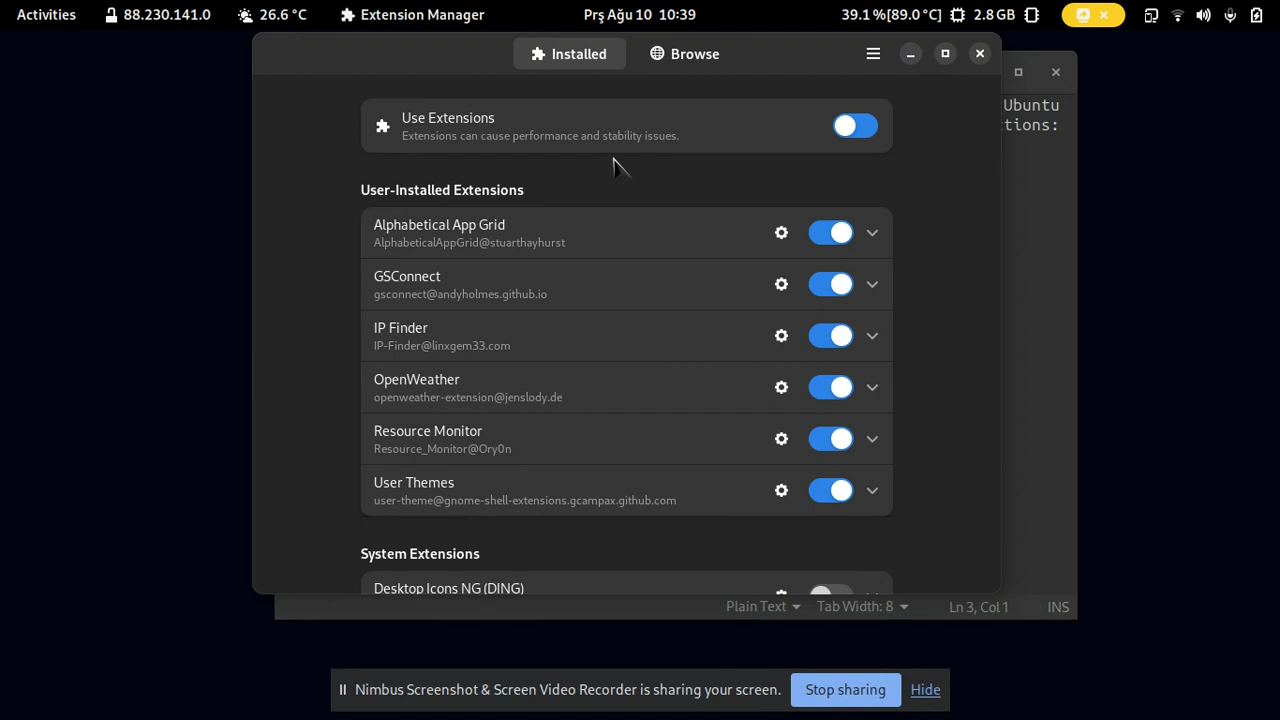 Activities 88.230.141.0 26.6 °C Extension Manager Prş Ağu 10 10:39 39.1 %[89.0 °C] 2.8GB
Installed Browse
Ubuntu
tions:
Use Extensions
Extensions can cause performance and stability issues.
User-Installed Extensions
Alphabetical App Grid
AlphabeticalAppGrid@stuarthayhurst
GSConnect
gsconnect@andyholmes.github.io
IP Finder
IP-Finder@linxgem33.com
OpenWeather
openweather-extension@jenslody.de
Resource Monitor
Resource_Monitor@Ory0n
User Themes
user-theme@gnome-shell-extensions.gcampax.github.com
System Extensions
Desktop Icons NG (DING)
Plain Text Tab Width: 8 Ln 3, Col 1 INS
Nimbus Screenshot & Screen Video Recorder is sharing your screen. Stop sharing Hide